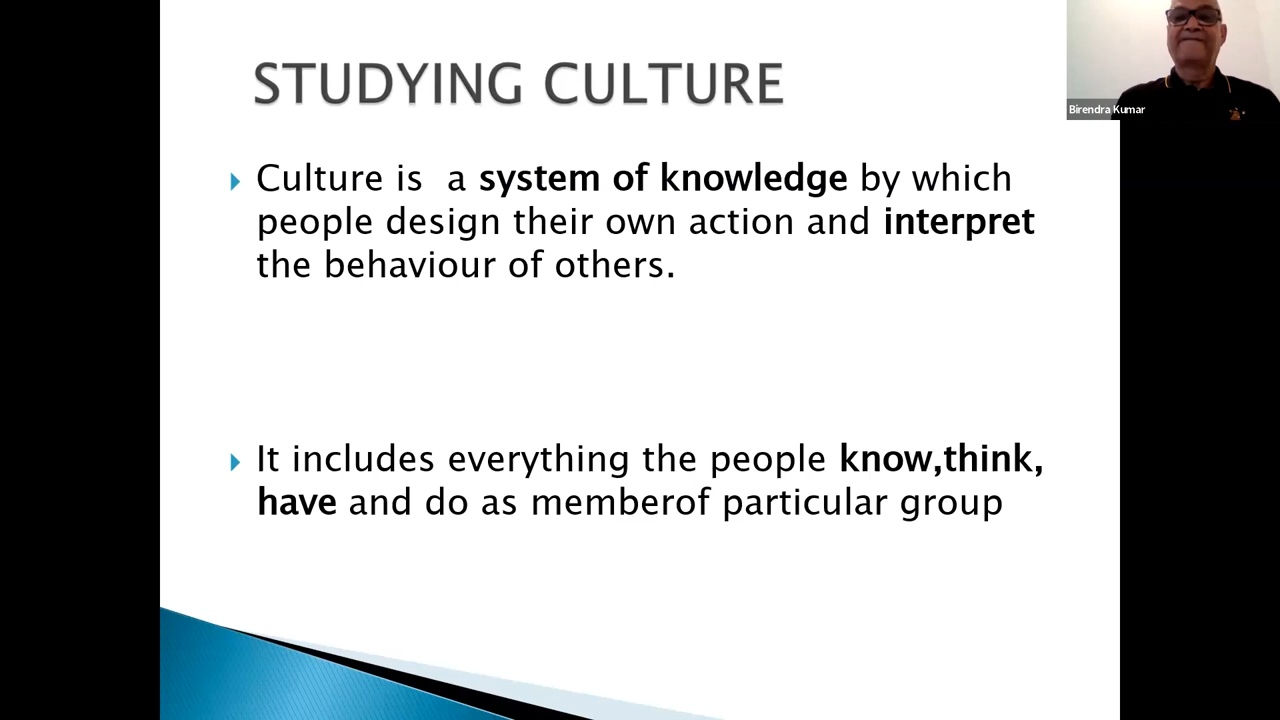 STUDYING CULTURE
Birendra Kumar
Culture is a system of knowledge by which
people design their own action and interpret
the behaviour of others.
It includes everything the people know,think,
have and do as memberof particular group